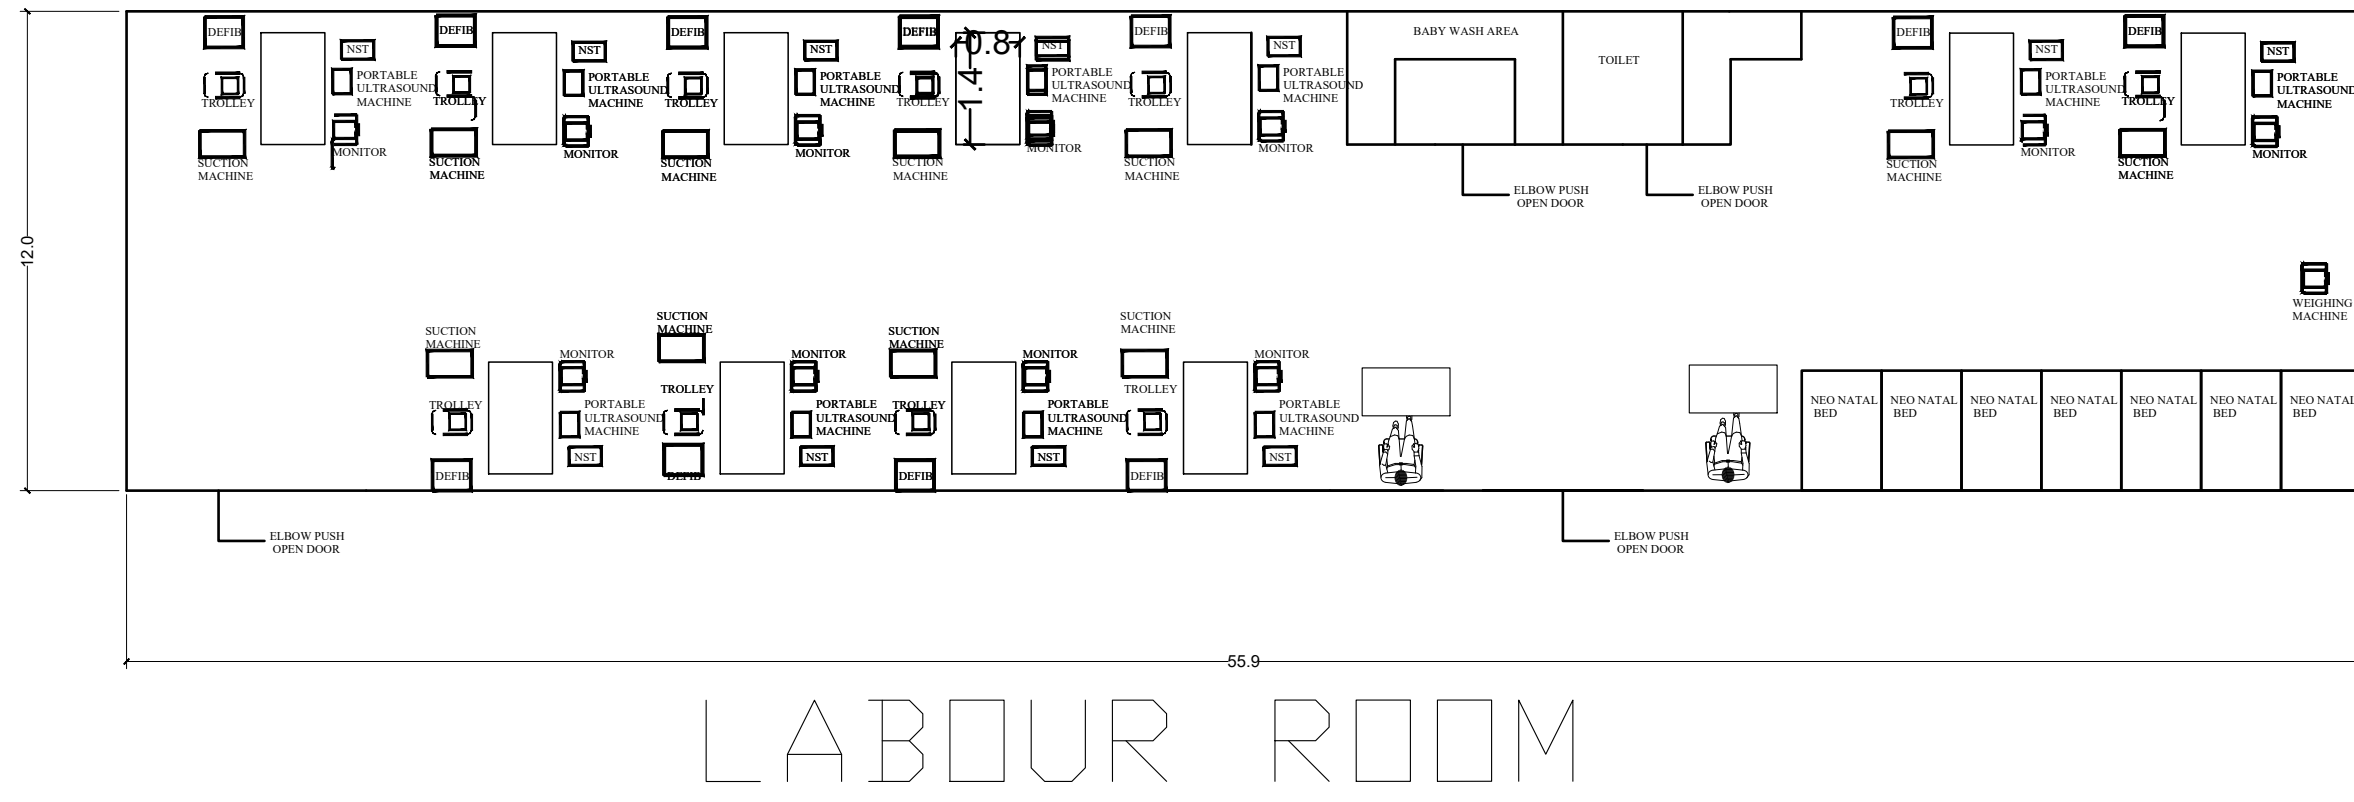 DEFIB
NST
PORTABLE
ULTRASOUND
MACHINE
TROLLEY
MONITOR
SUCTION
MACHINE
DEFIB
NST
PORTABLE
ULTRASOUND
MACHINE
TROLLEY
MONITOR
SUCTION
MACHINE
DEFIB
NST
PORTABLE
ULTRASOUND
MACHINE
TROLLEY
MONITOR
SUCTION
MACHINE
DEFIB
0.8
1.4
NST
PORTABLE
ULTRASOUND
MACHINE
TROLLEY
MONITOR
SUCTION
MACHINE
DEFIB
NST
PORTABLE
ULTRASOUND
MACHINE
TROLLEY
MONITOR
SUCTION
MACHINE
BABY WASH AREA
TOILET
ELBOW PUSH
OPEN DOOR
ELBOW PUSH
OPEN DOOR
DEFIB
NST
PORTABLE
ULTRASOUND
MACHINE
TROLLEY
MONITOR
SUCTION
MACHINE
DEFIB
NST
PORTABLE
ULTRASOUND
MACHINE
TROLLEY
MONITOR
SUCTION
MACHINE
12.0
WEIGHING
MACHINE
SUCTION
MACHINE
MONITOR
TROLLEY
PORTABLE
ULTRASOUND
MACHINE
NST
DEFIB
SUCTION
MACHINE
MONITOR
TROLLEY
PORTABLE
ULTRASOUND
MACHINE
NST
DEFIB
SUCTION
MACHINE
MONITOR
TROLLEY
PORTABLE
ULTRASOUND
MACHINE
NST
DEFIB
SUCTION
MACHINE
MONITOR
TROLLEY
PORTABLE
ULTRASOUND
MACHINE
NST
DEFIB
NEO NATAL
BED
NEO NATAL
BED
NEO NATAL
BED
NEO NATAL
BED
NEO NATAL
BED
NEO NATAL
BED
NEO NATAL
BED
ELBOW PUSH
OPEN DOOR
ELBOW PUSH
OPEN DOOR
55.9
LABOUR ROOM